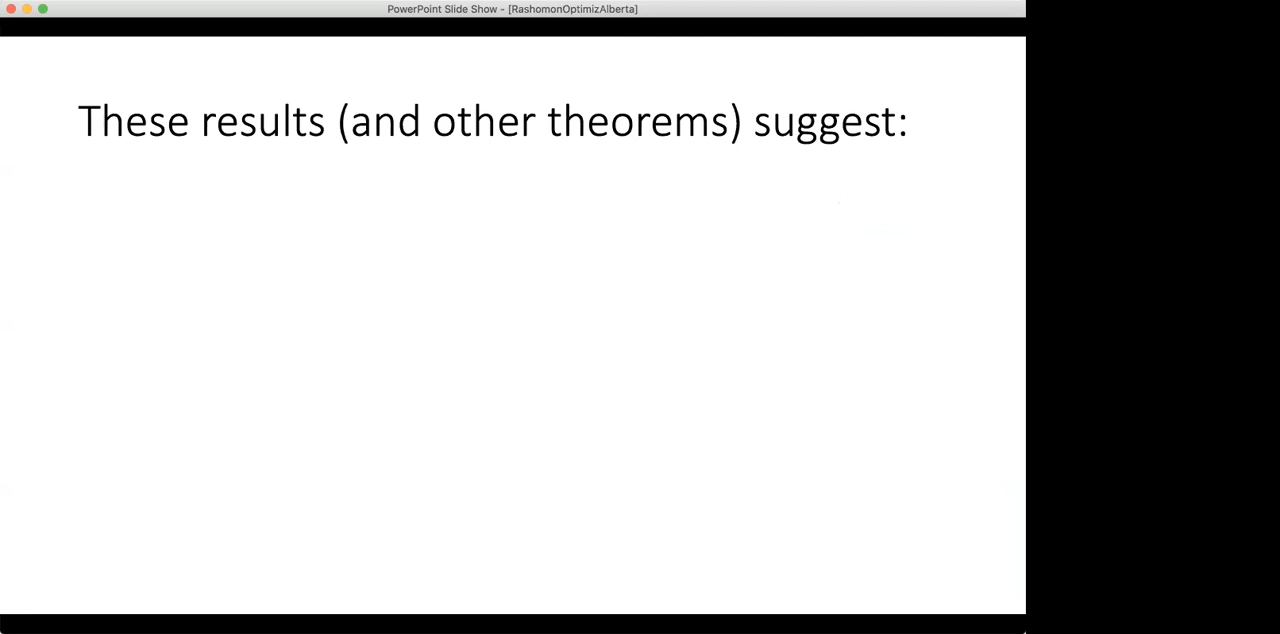 PowerPoint Slide Show - [RashomonOptimizAlberta]
These results (and other theorems) suggest: